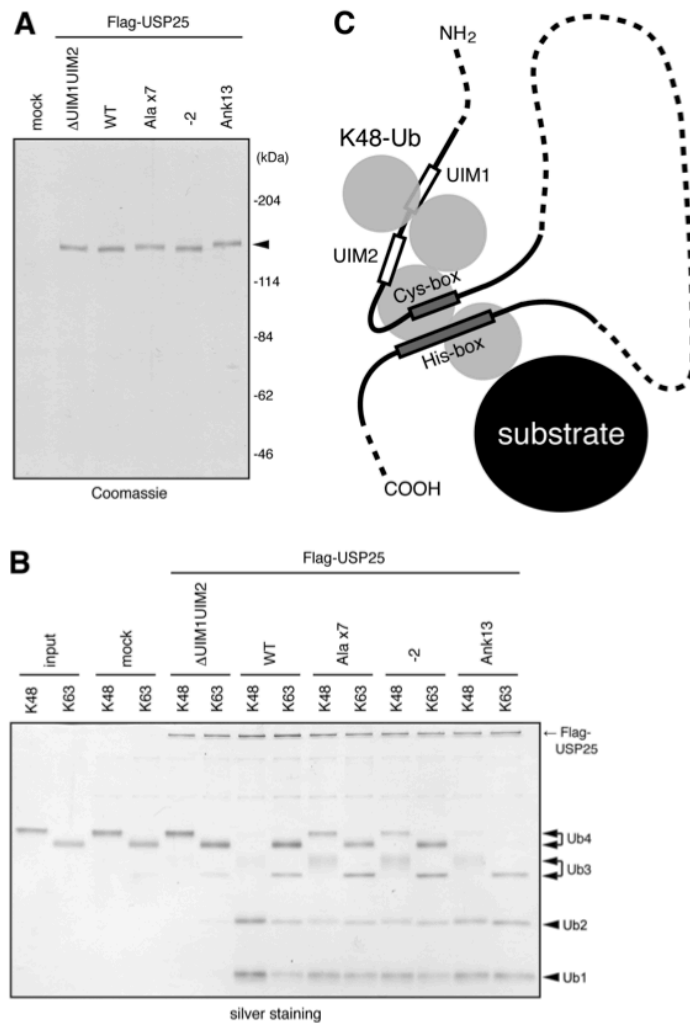 A
Flag-USP25
mock
ΔUIM1UIM2
WT
Ala x7
-2
Ank13
(kDa)
-204
-114
-84
-62
-46
Coomassie
C
NH2
K48-Ub
UIM1
UIM2
Cys-box
His-box
substrate
COOH
B
Flag-USP25
input
mock
ΔUIM1UIM2
WT
Ala x7
-2
Ank13
K48 K63 K48 K63 K48 K63 K48 K63 K48 K63 K48 K63 K48 K63
← Flag-
USP25
Ub4
Ub3
Ub2
Ub1
silver staining